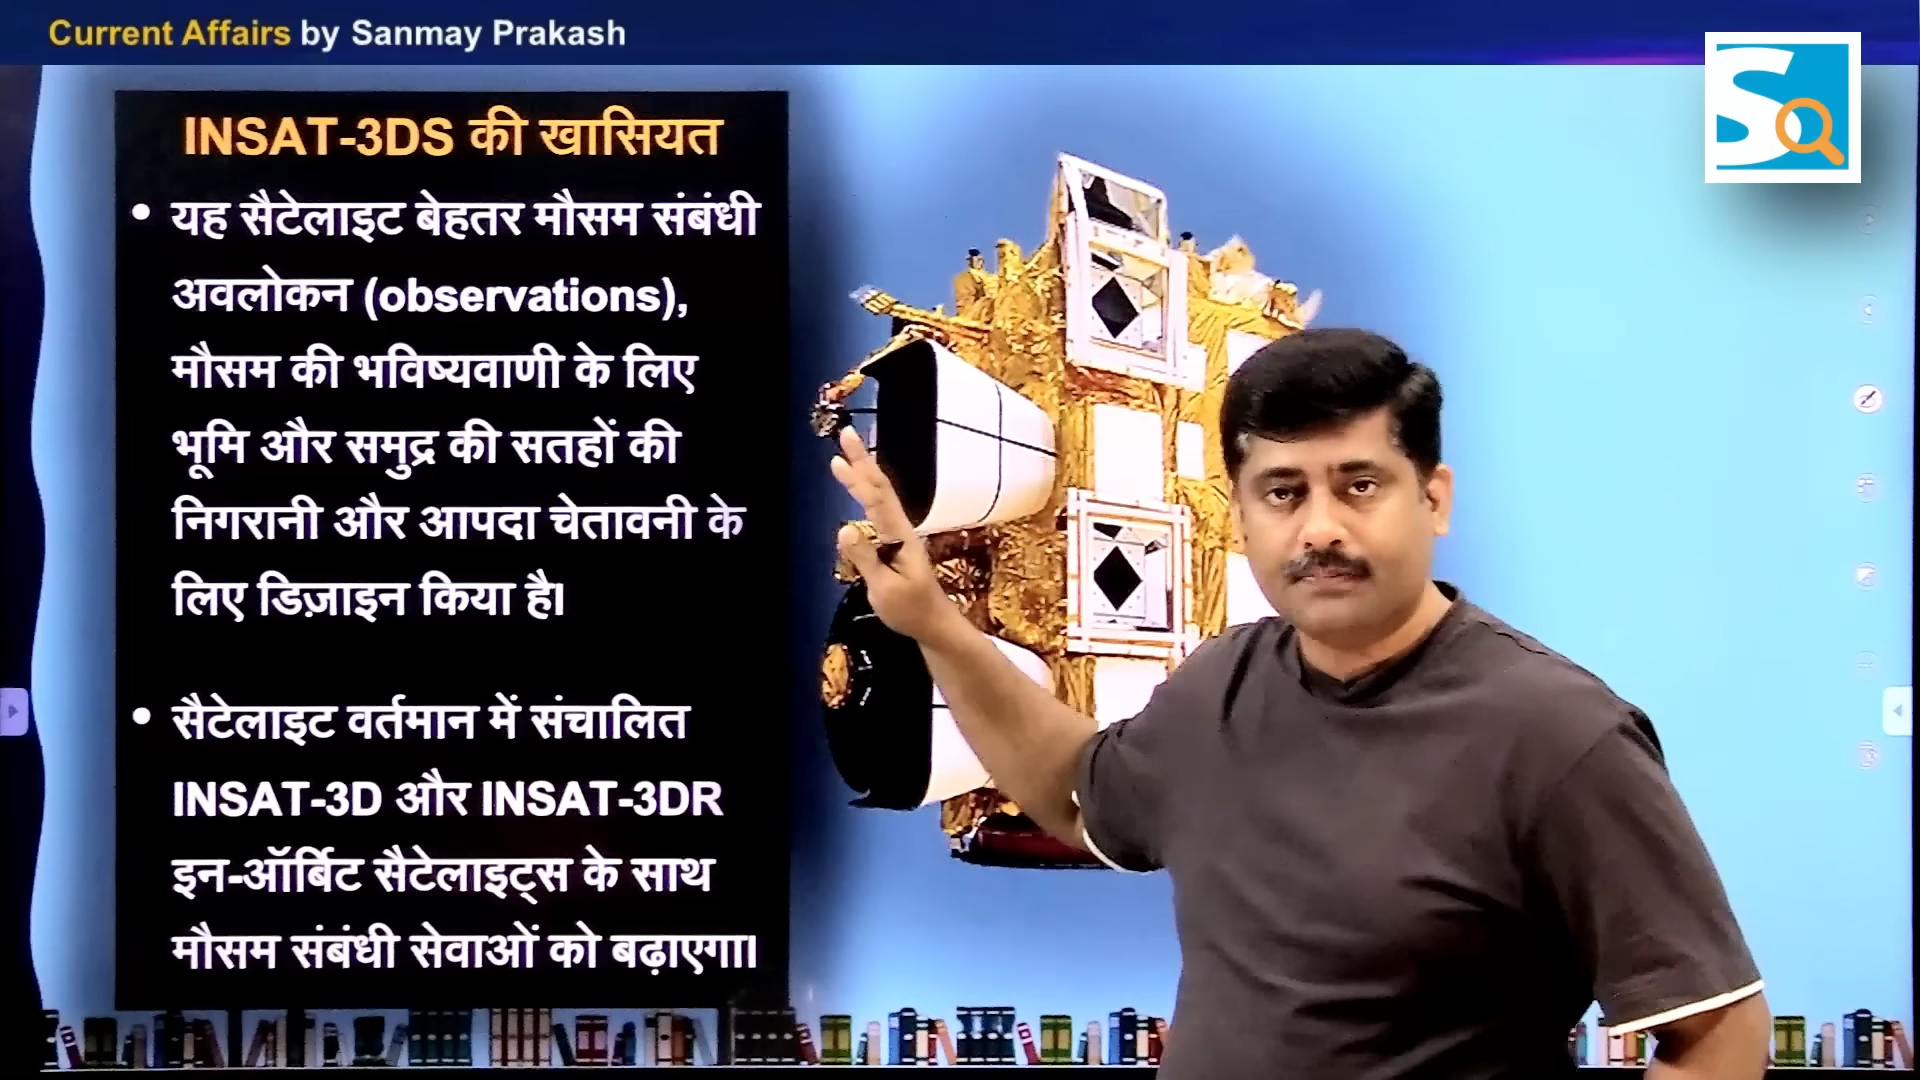 Current Affairs by Sanmay Prakash
SQ
INSAT-3DS की खासियत
• यह सैटेलाइट बेहतर मौसम संबंधी
अवलोकन (observations),
मौसम की भविष्यवाणी के लिए
भूमि और समुद्र की सतहों की
निगरानी और आपदा चेतावनी के
लिए डिज़ाइन किया है।
• सैटेलाइट वर्तमान में संचालित
INSAT-3D और INSAT-3DR
इन-ऑर्बिट सैटेलाइट्स के साथ
मौसम संबंधी सेवाओं को बढ़ाएगा।